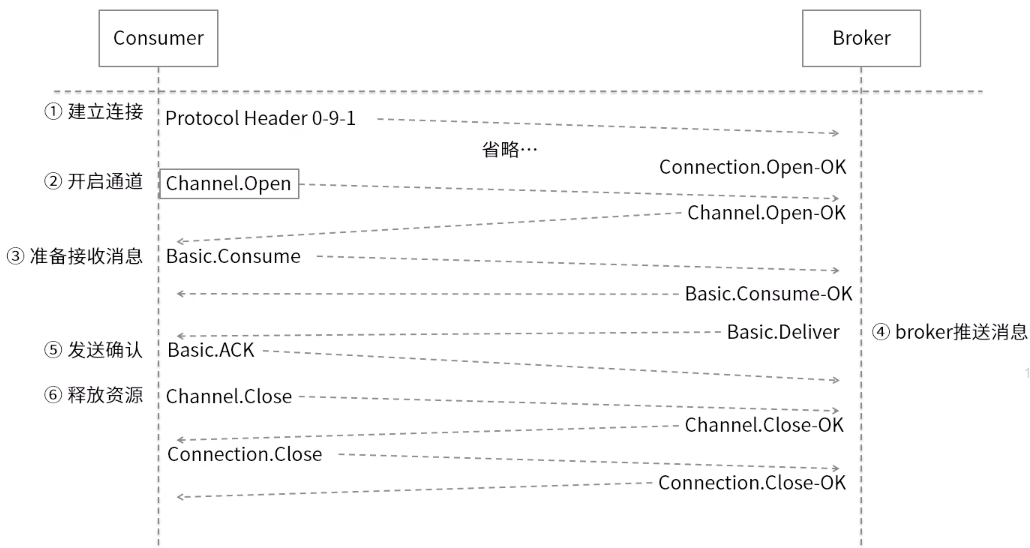 Consumer
Broker
① 建立连接
Protocol Header 0-9-1
省略…
Connection.Open-OK
② 开启通道
Channel.Open
Channel.Open-OK
③ 准备接收消息
Basic.Consume
Basic.Consume-OK
Basic.Deliver
④ broker推送消息
⑤ 发送确认
Basic.ACK
⑥ 释放资源
Channel.Close
Channel.Close-OK
Connection.Close
Connection.Close-OK